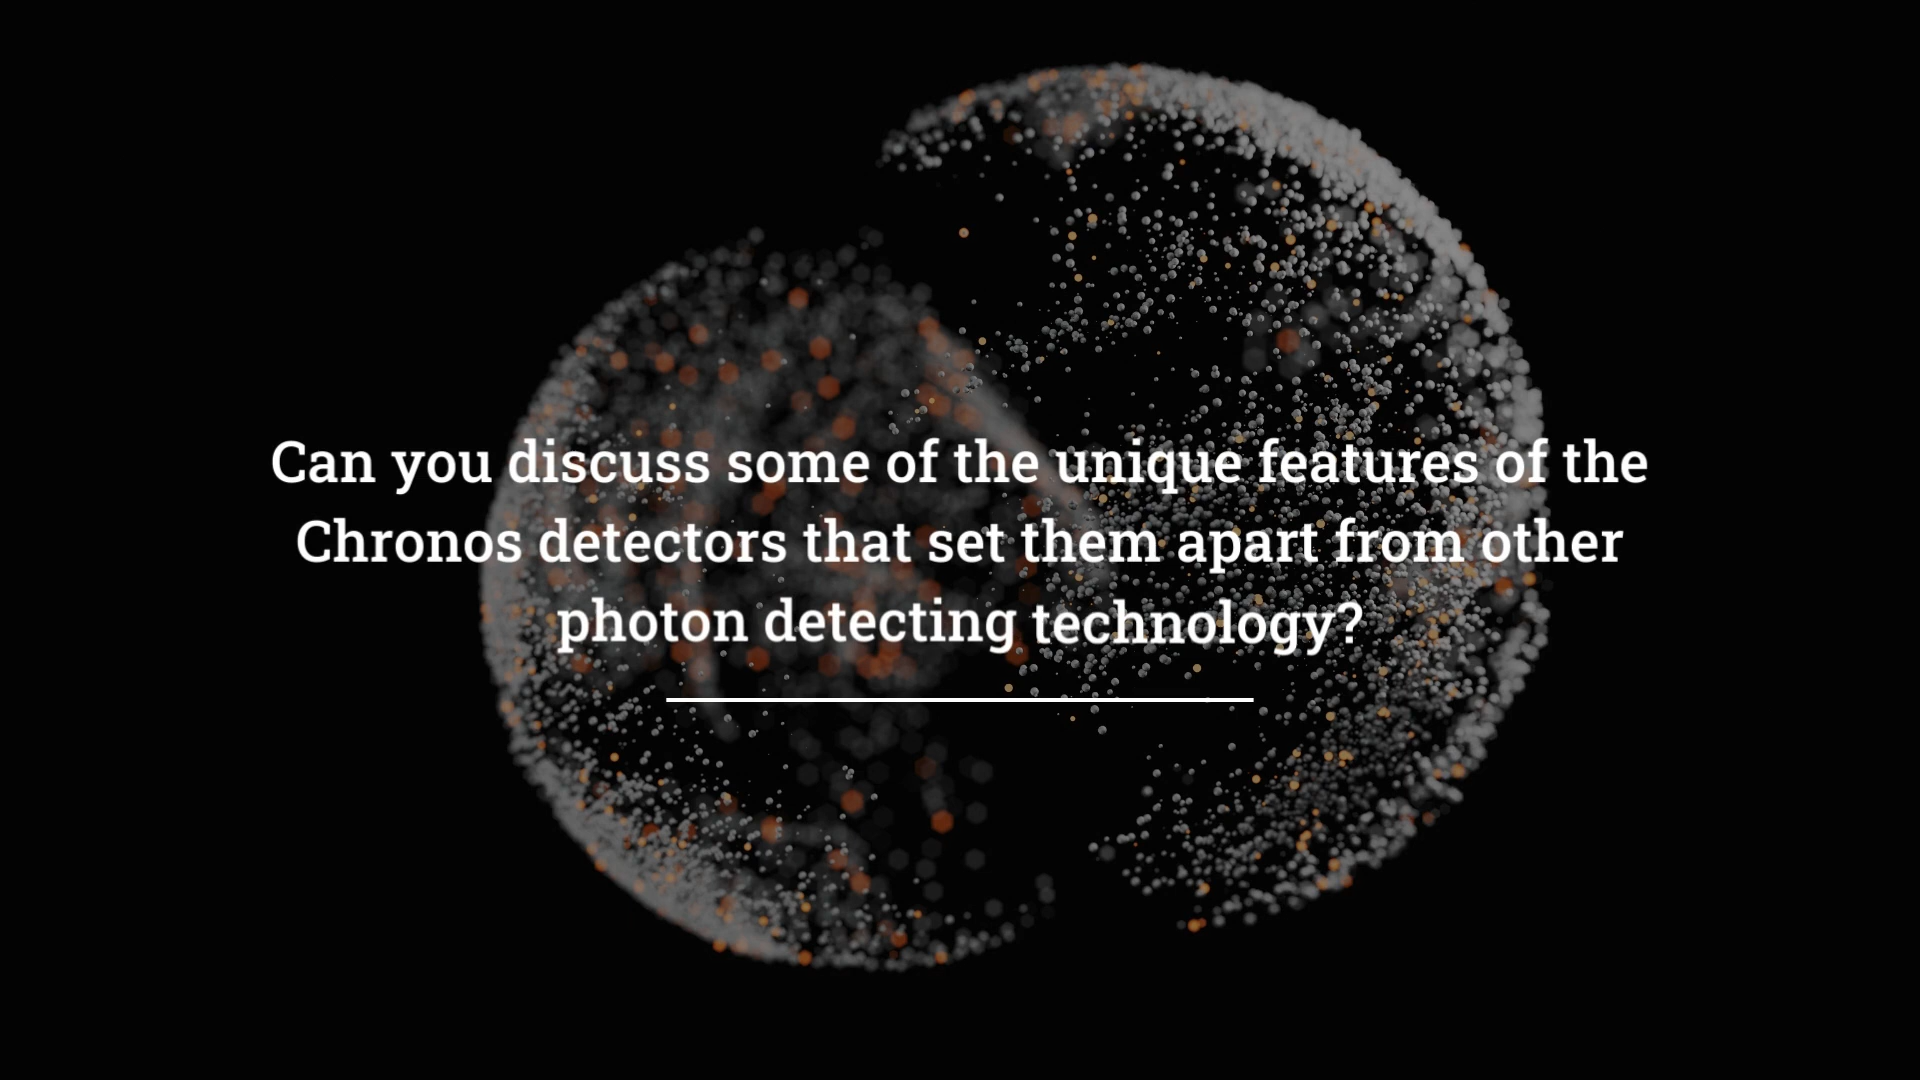 Can you discuss some of the unique features of the
Chronos detectors that set them apart from other
photon detecting technology?